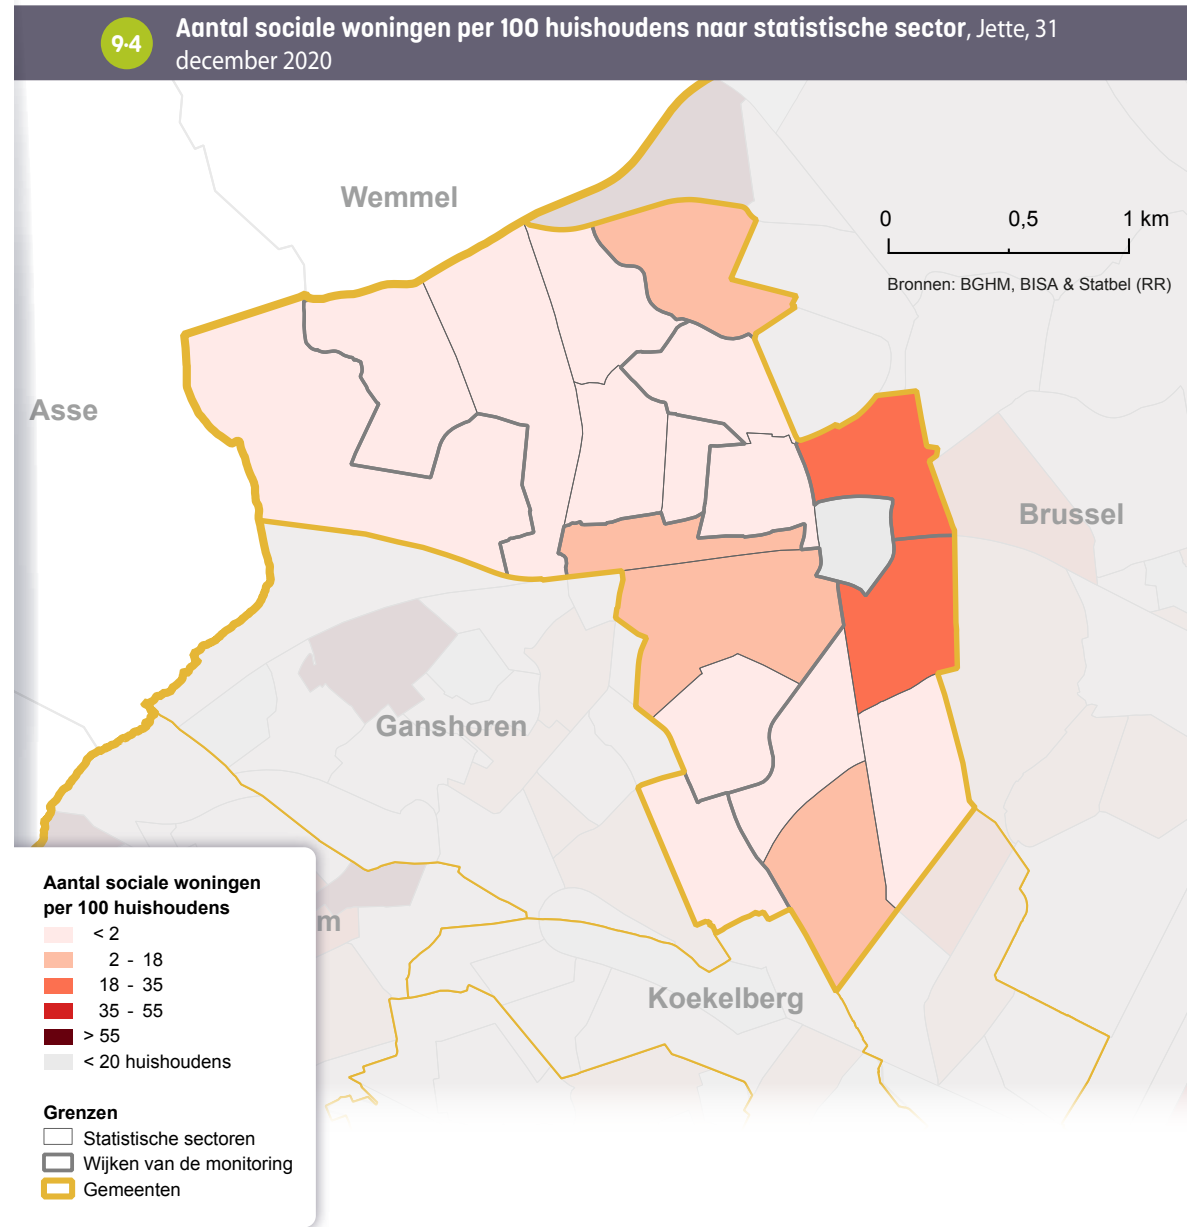 9.4
Aantal sociale woningen per 100 huishoudens naar statistische sector, Jette, 31
december 2020
Wemmel
0 0,5 1 km
Bronnen: BGHM, BISA & Statbel (RR)
Asse
Brussel
Ganshoren
m
Koekelberg
Aantal sociale woningen
per 100 huishoudens
< 2
2 - 18
18 - 35
35 - 55
> 55
< 20 huishoudens
Grenzen
Statistische sectoren
Wijken van de monitoring
Gemeenten